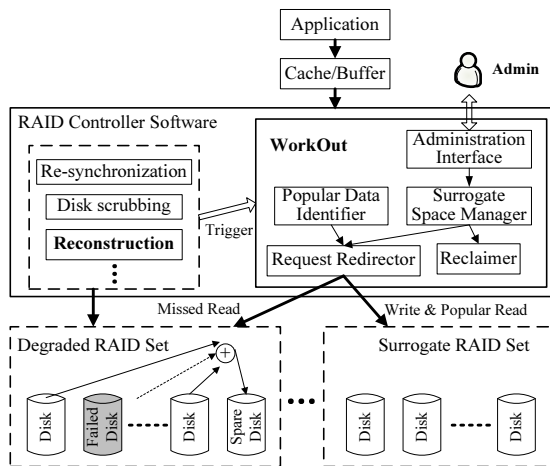 Application
Cache/Buffer
Admin
RAID Controller Software
WorkOut
Administration
Interface
Re-synchronization
Disk scrubbing
Reconstruction
Trigger
Popular Data
Identifier
Surrogate
Space Manager
Request Redirector
Reclaimer
Missed Read
Write & Popular Read
Degraded RAID Set
Surrogate RAID Set
Disk
Failed
Disk
Disk
Spare
Disk
Disk
Disk
Disk